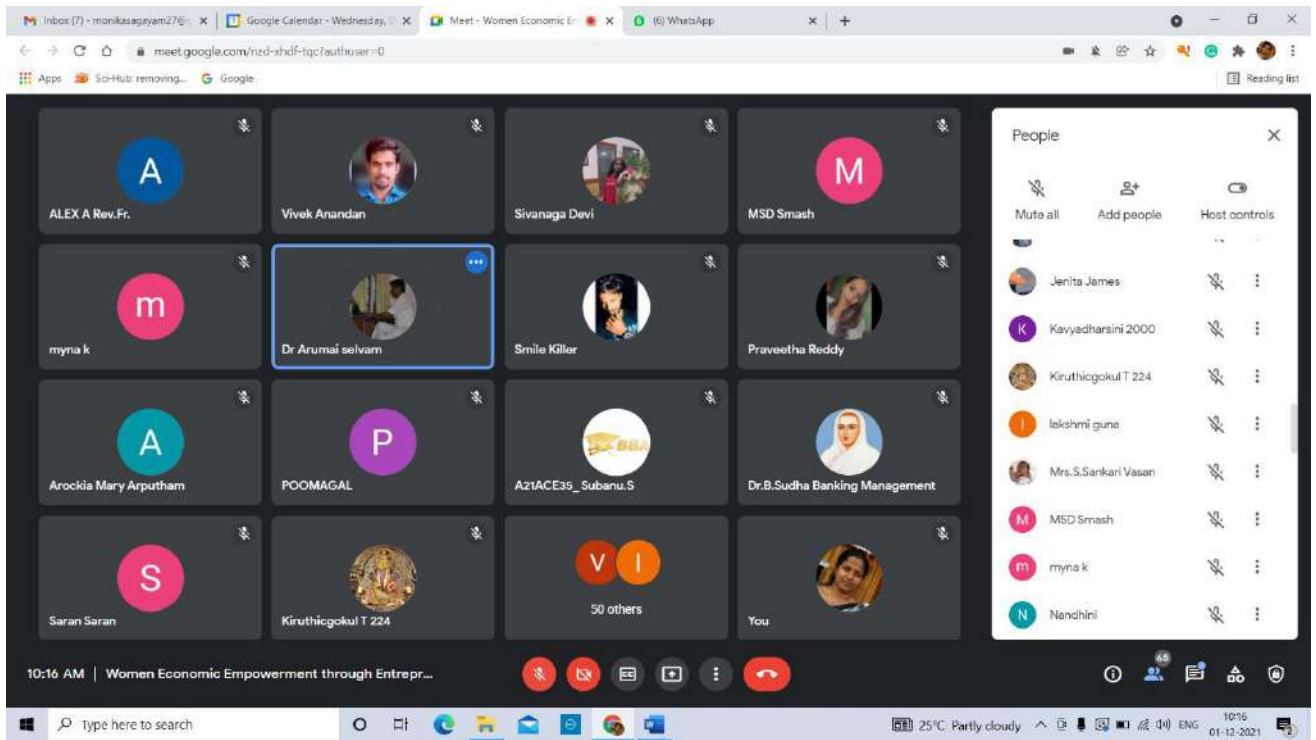 Inbox (7) - monikasagayam27@
Google Calendar - Wednesday,
Meet - Women Economic E
(6) WhatsApp
meet.google.com/nzd-xhdf-tqc?authuser=0
Apps
Sci-Hub: removing...
Google
Reading list
A
ALEX A Rev.Fr.
Vivek Anandan
Sivanaga Devi
M
MSD Smash
m
myna k
Dr Arumai selvam
Smile Killer
Praveetha Reddy
A
Arockia Mary Arputham
P
POOMAGAL
BBA
A21ACE35_Subanu.S
Dr.B.Sudha Banking Management
S
Saran Saran
Kiruthicgokul T 224
V I
50 others
You
People
Mute all
Add people
Host controls
Jenita James
K
Kavyadharsini 2000
Kiruthicgokul T 224
l
lakshmi guna
Mrs.S.Sankari Vasan
M
MSD Smash
m
myna k
N
Nandhini
10:16 AM | Women Economic Empowerment through Entrepr...
65
Type here to search
25°C Partly cloudy
ENG
10:16
01-12-2021